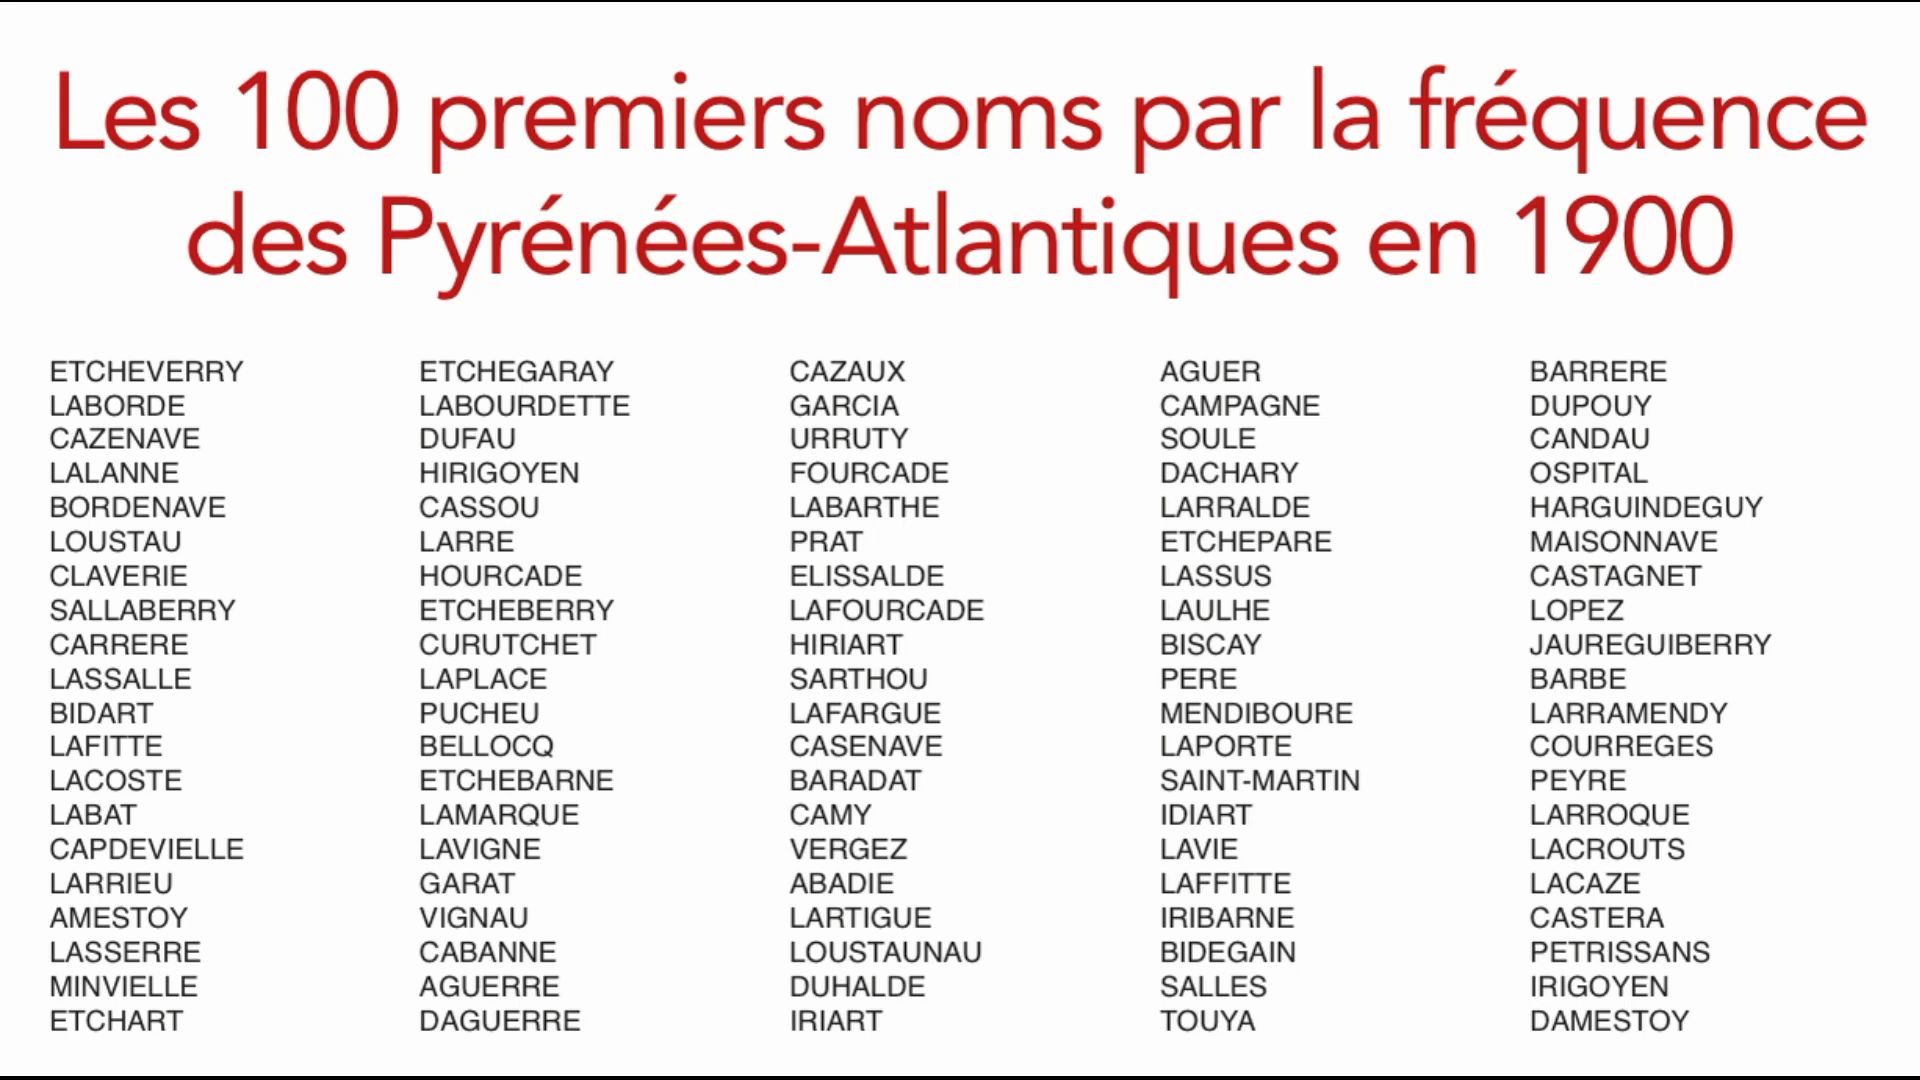 Les 100 premiers noms par la fréquence
des Pyrénées-Atlantiques en 1900
ETCHEVERRY
LABORDE
CAZENAVE
LALANNE
BORDENAVE
LOUSTAU
CLAVERIE
SALLABERRY
CARRERE
LASSALLE
BIDART
LAFITTE
LACOSTE
LABAT
CAPDEVIELLE
LARRIEU
AMESTOY
LASSERRE
MINVIELLE
ETCHART
ETCHEGARAY
LABOURDETTE
DUFAU
HIRIGOYEN
CASSOU
LARRE
HOURCADE
ETCHEBERRY
CURUTCHET
LAPLACE
PUCHEU
BELLOCQ
ETCHEBARNE
LAMARQUE
LAVIGNE
GARAT
VIGNAU
CABANNE
AGUERRE
DAGUERRE
CAZAUX
GARCIA
URRUTY
FOURCADE
LABARTHE
PRAT
ELISSALDE
LAFOURCADE
HIRIART
SARTHOU
LAFARGUE
CASENAVE
BARADAT
CAMY
VERGEZ
ABADIE
LARTIGUE
LOUSTAUNAU
DUHALDE
IRIART
AGUER
CAMPAGNE
SOULE
DACHARY
LARRALDE
ETCHEPARE
LASSUS
LAULHE
BISCAY
PERE
MENDIBOURE
LAPORTE
SAINT-MARTIN
IDIART
LAVIE
LAFFITTE
IRIBARNE
BIDEGAIN
SALLES
TOUYA
BARRERE
DUPOUY
CANDAU
OSPITAL
HARGUINDEGUY
MAISONNAVE
CASTAGNET
LOPEZ
JAUREGUIBERRY
BARBE
LARRAMENDY
COURREGES
PEYRE
LARROQUE
LACROUTS
LACAZE
CASTERA
PETRISSANS
IRIGOYEN
DAMESTOY